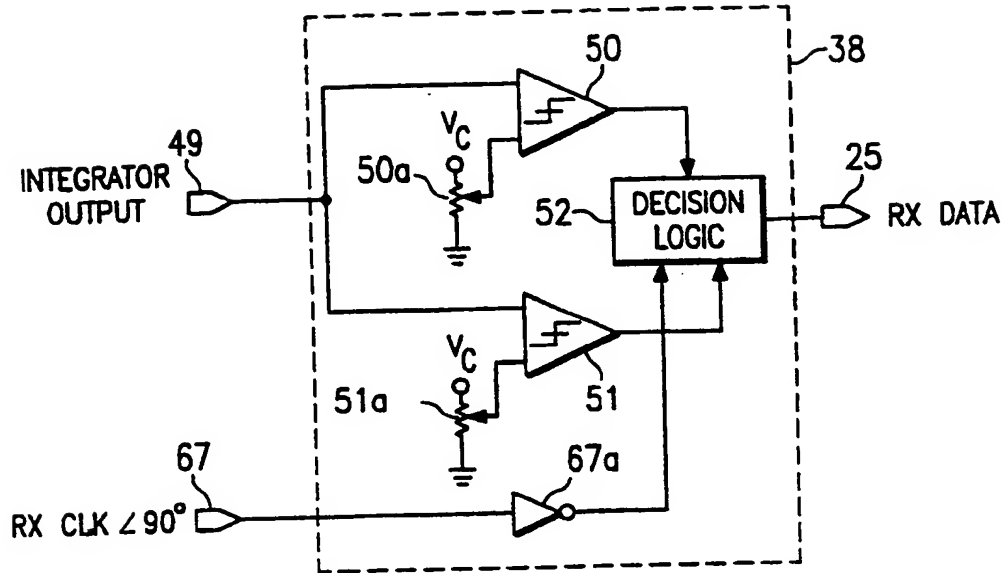 50
38
V_C
49
50a
INTEGRATOR
OUTPUT
52
DECISION
LOGIC
25
RX DATA
V_C
51a
51
67
67a
RX CLK ∠90°